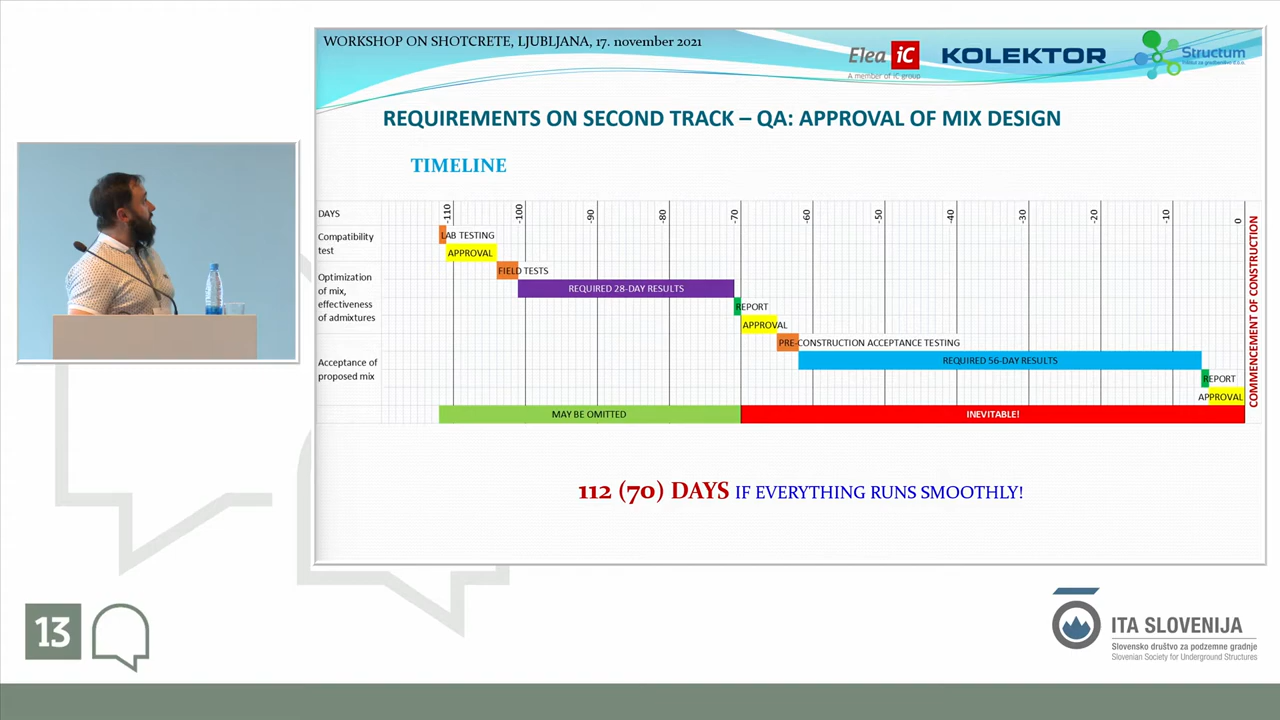 WORKSHOP ON SHOTCRETE, LJUBLJANA, 17. november 2021
Elea iC
A member of iC group
KOLEKTOR
Structum
REQUIREMENTS ON SECOND TRACK – QA: APPROVAL OF MIX DESIGN
TIMELINE
DAYS
-110 -100 -90 -80 -70 -60 -50 -40 -30 -20 -10 0
COMMENCEMENT OF CONSTRUCTION
Compatibility
test
LAB TESTING
APPROVAL
Optimization
of mix,
effectiveness
of admixtures
FIELD TESTS
REQUIRED 28-DAY RESULTS
REPORT
APPROVAL
PRE-CONSTRUCTION ACCEPTANCE TESTING
Acceptance of
proposed mix
REQUIRED 56-DAY RESULTS
REPORT
APPROVAL
MAY BE OMITTED
INEVITABLE!
112 (70) DAYS IF EVERYTHING RUNS SMOOTHLY!
13
ITA SLOVENIJA
Slovensko društvo za podzemne gradnje
Slovenian Society for Underground Structures